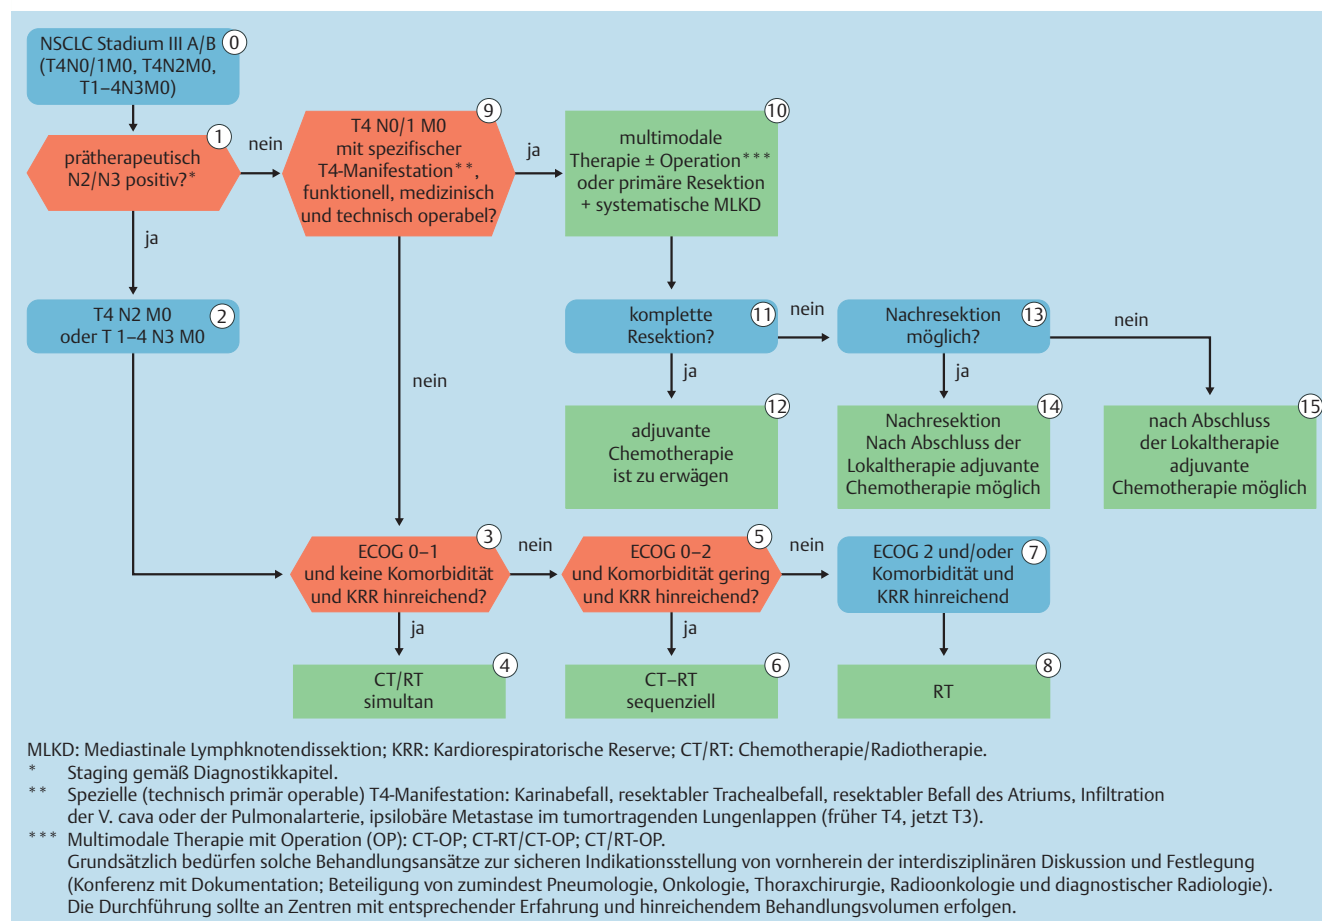 NSCLC Stadium III A/B
(T4N0/1M0, T4N2M0,
T1–4N3M0)
0
prätherapeutisch
N2/N3 positiv?*
1
nein
ja
T4 N0/1 M0
mit spezifischer
T4-Manifestation**,
funktionell, medizinisch
und technisch operabel?
9
ja
nein
multimodale
Therapie ± Operation***
oder primäre Resektion
+ systematische MLKD
10
T4 N2 M0
oder T 1–4 N3 M0
2
komplette
Resektion?
11
nein
ja
Nachresektion
möglich?
13
nein
ja
adjuvante
Chemotherapie
ist zu erwägen
12
Nachresektion
Nach Abschluss der
Lokaltherapie adjuvante
Chemotherapie möglich
14
nach Abschluss
der Lokaltherapie
adjuvante
Chemotherapie möglich
15
ECOG 0–1
und keine Komorbidität
und KRR hinreichend?
3
nein
ja
ECOG 0–2
und Komorbidität gering
und KRR hinreichend?
5
nein
ja
ECOG 2 und/oder
Komorbidität und
KRR hinreichend
7
CT/RT
simultan
4
CT–RT
sequenziell
6
RT
8
MLKD: Mediastinale Lymphknotendissektion; KRR: Kardiorespiratorische Reserve; CT/RT: Chemotherapie/Radiotherapie.
* Staging gemäß Diagnostikkapitel.
** Spezielle (technisch primär operable) T4-Manifestation: Karinabefall, resektabler Trachealbefall, resektabler Befall des Atriums, Infiltration
der V. cava oder der Pulmonalarterie, ipsilobäre Metastase im tumortragenden Lungenlappen (früher T4, jetzt T3).
*** Multimodale Therapie mit Operation (OP): CT-OP; CT-RT/CT-OP; CT/RT-OP.
Grundsätzlich bedürfen solche Behandlungsansätze zur sicheren Indikationsstellung von vornherein der interdisziplinären Diskussion und Festlegung
(Konferenz mit Dokumentation; Beteiligung von zumindest Pneumologie, Onkologie, Thoraxchirurgie, Radioonkologie und diagnostischer Radiologie).
Die Durchführung sollte an Zentren mit entsprechender Erfahrung und hinreichendem Behandlungsvolumen erfolgen.